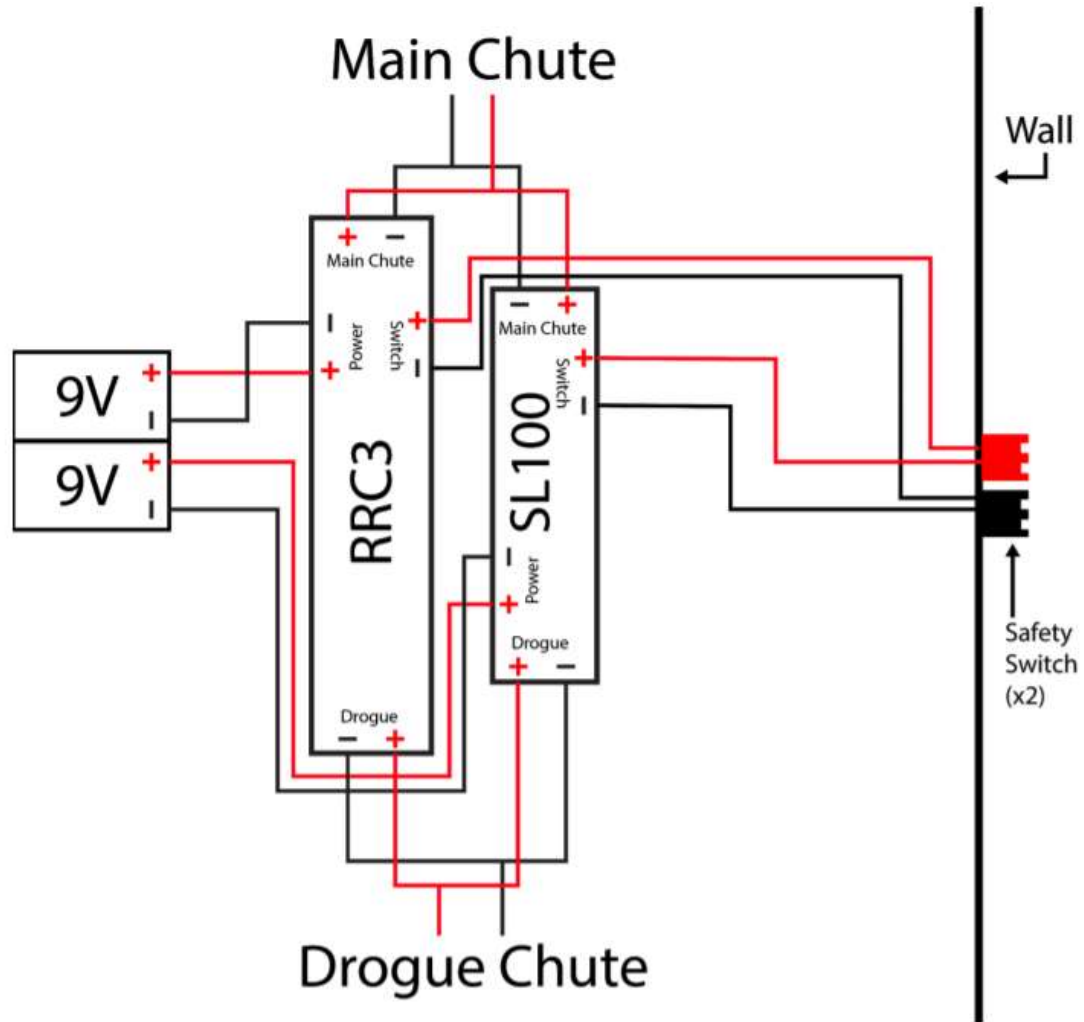 Main Chute
Wall
+ −
Main Chute
− +
Main Chute
− Power
+
Switch +
−
Switch +
−
9V + −
9V + −
RRC3
SL100
− Power
+
Drogue
+ −
Drogue
− +
Safety
Switch
(x2)
Drogue Chute